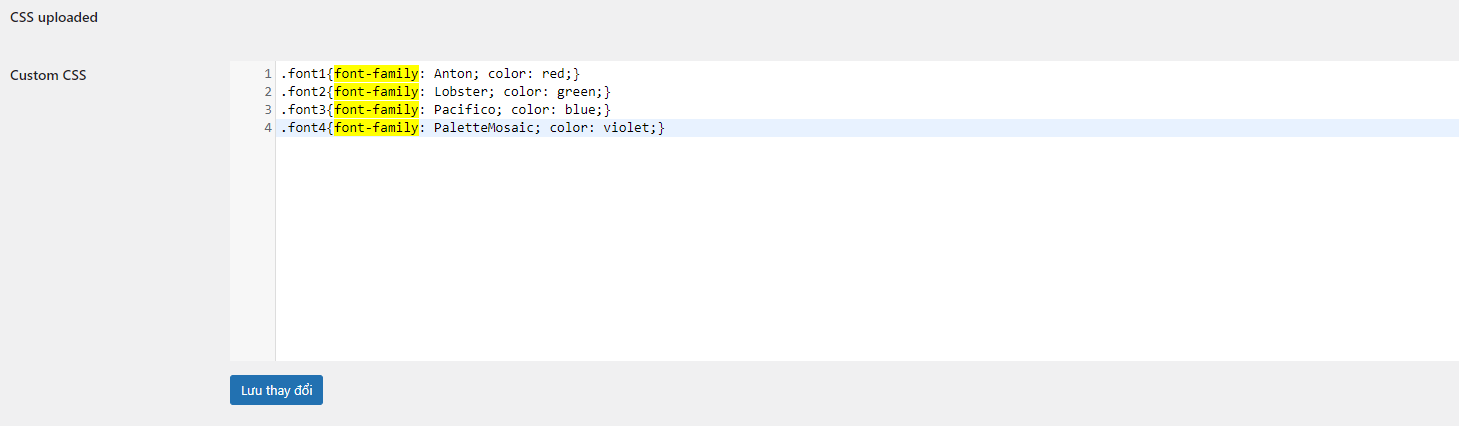 CSS uploaded
Custom CSS
1 .font1{font-family: Anton; color: red;}
2 .font2{font-family: Lobster; color: green;}
3 .font3{font-family: Pacifico; color: blue;}
4 .font4{font-family: PaletteMosaic; color: violet;}
Lưu thay đổi